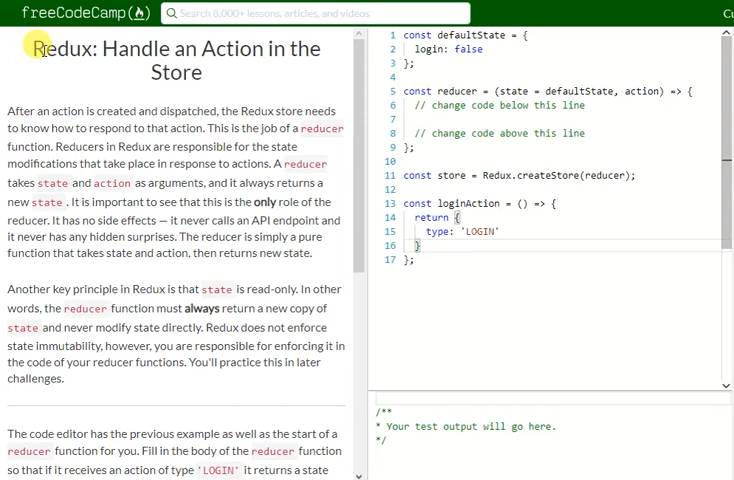 freeCodeCamp(🔥)
Search 8,000+ lessons, articles, and videos
Cu
Redux: Handle an Action in the
Store
After an action is created and dispatched, the Redux store needs
to know how to respond to that action. This is the job of a reducer
function. Reducers in Redux are responsible for the state
modifications that take place in response to actions. A reducer
takes state and action as arguments, and it always returns a
new state . It is important to see that this is the only role of the
reducer. It has no side effects — it never calls an API endpoint and
it never has any hidden surprises. The reducer is simply a pure
function that takes state and action, then returns new state.
Another key principle in Redux is that state is read-only. In other
words, the reducer function must always return a new copy of
state and never modify state directly. Redux does not enforce
state immutability, however, you are responsible for enforcing it in
the code of your reducer functions. You'll practice this in later
challenges.
The code editor has the previous example as well as the start of a
reducer function for you. Fill in the body of the reducer function
so that if it receives an action of type 'LOGIN' it returns a state
1 const defaultState = {
2 login: false
3 };
4
5 const reducer = (state = defaultState, action) => {
6 // change code below this line
7
8 // change code above this line
9 };
10
11 const store = Redux.createStore(reducer);
12
13 const loginAction = () => {
14 return {
15 type: 'LOGIN'
16 }
17 };
/**
* Your test output will go here.
*/